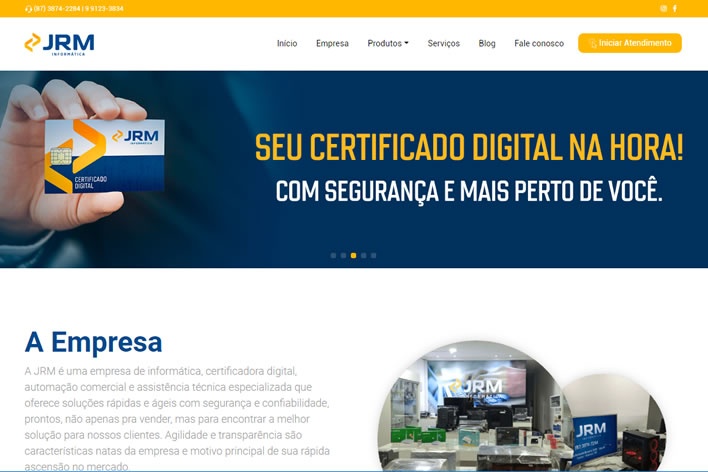 (87) 3874-2284 | 9 9123-3834
JRM
INFORMÁTICA
Início
Empresa
Produtos
Serviços
Blog
Fale conosco
Iniciar Atendimento
JRM
INFORMÁTICA
CERTIFICADO
DIGITAL
SEU CERTIFICADO DIGITAL NA HORA!
COM SEGURANÇA E MAIS PERTO DE VOCÊ.
A Empresa
A JRM é uma empresa de informática, certificadora digital,
automação comercial e assistência técnica especializada que
oferece soluções rápidas e ágeis com segurança e confiabilidade,
prontos, não apenas pra vender, mas para encontrar a melhor
solução para nossos clientes. Agilidade e transparência são
características natas da empresa e motivo principal de sua rápida
ascensão no mercado.
JRM
JRM